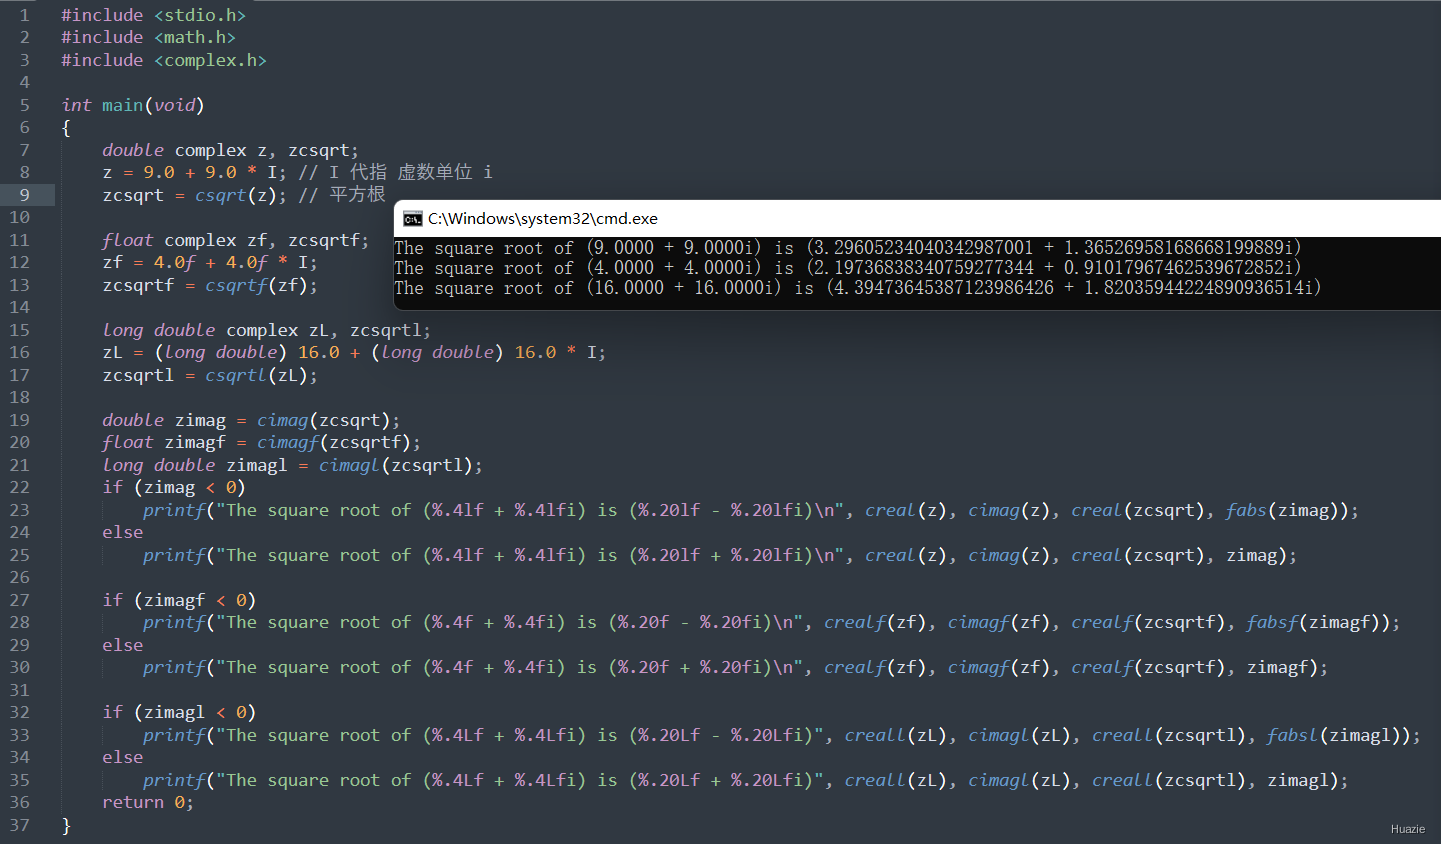 1 #include <stdio.h>
2 #include <math.h>
3 #include <complex.h>
4
5 int main(void)
6 {
7     double complex z, zcsqrt;
8     z = 9.0 + 9.0 * I; // I 代指 虚数单位 i
9     zcsqrt = csqrt(z); // 平方根
10
11     float complex zf, zcsqrtf;
12     zf = 4.0f + 4.0f * I;
13     zcsqrtf = csqrtf(zf);
14
15     long double complex zL, zcsqrtl;
16     zL = (long double) 16.0 + (long double) 16.0 * I;
17     zcsqrtl = csqrtl(zL);
18
19     double zimag = cimag(zcsqrt);
20     float zimagf = cimagf(zcsqrtf);
21     long double zimagl = cimagl(zcsqrtl);
22     if (zimag < 0)
23         printf("The square root of (%.4lf + %.4lfi) is (%.20lf - %.20lfi)\n", creal(z), cimag(z), creal(zcsqrt), fabs(zimag));
24     else
25         printf("The square root of (%.4lf + %.4lfi) is (%.20lf + %.20lfi)\n", creal(z), cimag(z), creal(zcsqrt), zimag);
26
27     if (zimagf < 0)
28         printf("The square root of (%.4f + %.4fi) is (%.20f - %.20fi)\n", crealf(zf), cimagf(zf), crealf(zcsqrtf), fabsf(zimagf));
29     else
30         printf("The square root of (%.4f + %.4fi) is (%.20f + %.20fi)\n", crealf(zf), cimagf(zf), crealf(zcsqrtf), zimagf);
31
32     if (zimagl < 0)
33         printf("The square root of (%.4Lf + %.4Lfi) is (%.20Lf - %.20Lfi)", creall(zL), cimagl(zL), creall(zcsqrtl), fabsl(zimagl));
34     else
35         printf("The square root of (%.4Lf + %.4Lfi) is (%.20Lf + %.20Lfi)", creall(zL), cimagl(zL), creall(zcsqrtl), zimagl);
36     return 0;
37 }
C:\Windows\system32\cmd.exe
The square root of (9.0000 + 9.0000i) is (3.29605234040342987001 + 1.36526958168668199889i)
The square root of (4.0000 + 4.0000i) is (2.19736838340759277344 + 0.91017967462539672852i)
The square root of (16.0000 + 16.0000i) is (4.39473645387123986426 + 1.82035944224890936514i)
Huazie